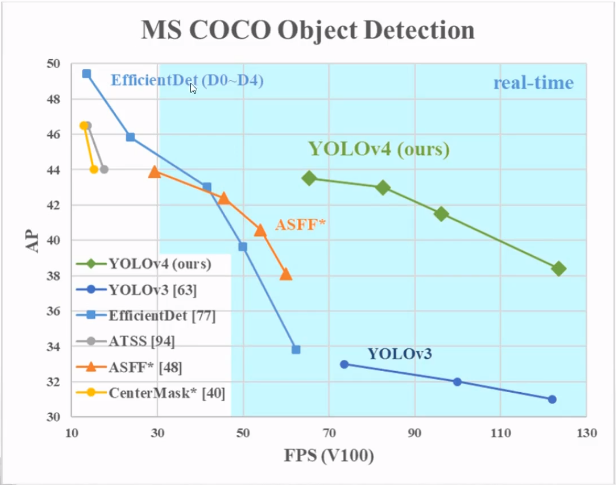 MS COCO Object Detection
50
EfficientDet (D0~D4)
real-time
48
46
YOLOv4 (ours)
44
42
ASFF*
40
AP
38
YOLOv4 (ours)
YOLOv3 [63]
36
EfficientDet [77]
34
ATSS [94]
YOLOv3
ASFF* [48]
32
CenterMask* [40]
30
10 30 50 70 90 110 130
FPS (V100)